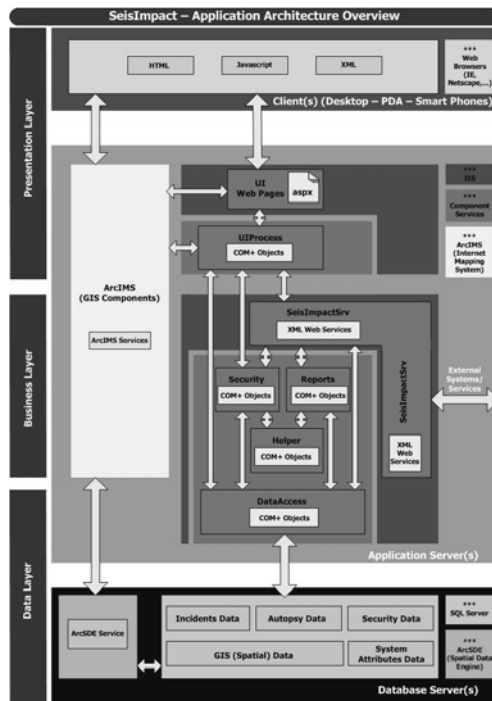 SeisImpact – Application Architecture Overview
Presentation Layer
HTML
Javascript
XML
***
Web
Browsers
(IE,
Netscape,...)
Client(s) (Desktop – PDA – Smart Phones)
UI
Web Pages
aspx
***
IIS
***
Component
Services
***
ArcIMS
(Internet
Mapping
System)
UIProcess
COM+ Objects
ArcIMS
(GIS Components)
ArcIMS Services
Business Layer
SeisImpactSrv
XML Web Services
Security
COM+ Objects
Reports
COM+ Objects
SeisImpactSrv
XML
Web
Services
External
Systems/
Services
Helper
COM+ Objects
DataAccess
COM+ Objects
Application Server(s)
Data Layer
ArcSDE Service
Incidents Data
Autopsy Data
Security Data
GIS (Spatial) Data
System
Attributes Data
***
SQL Server
***
ArcSDE
(Spatial Data
Engine)
Database Server(s)